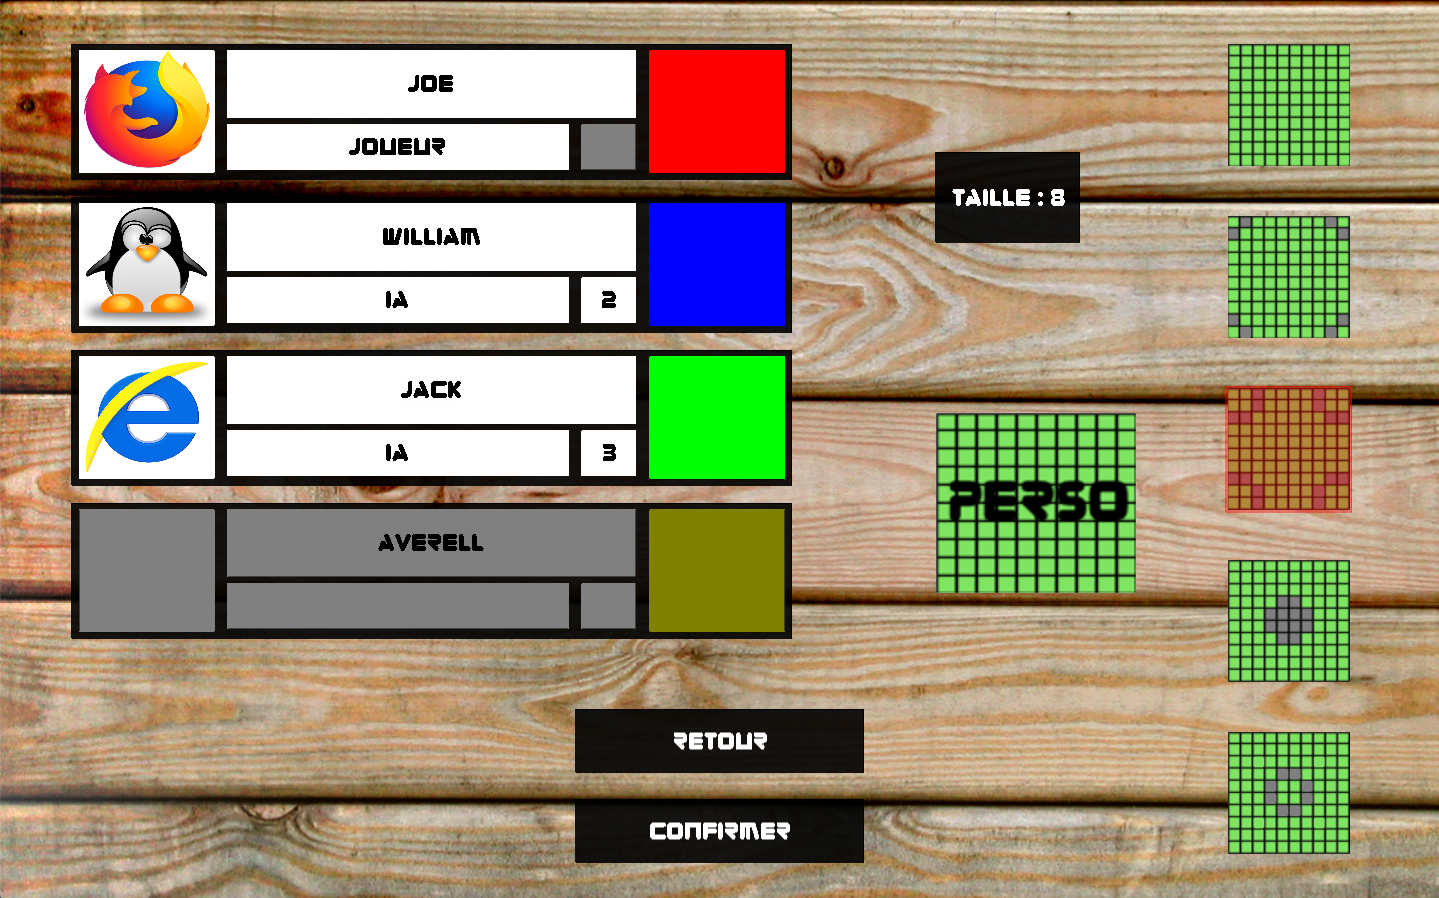 JOE
JOUEUR
WILLIAM
IA
2
JACK
IA
3
AVERELL
TAILLE : 8
PERSO
RETOUR
CONFIRMER